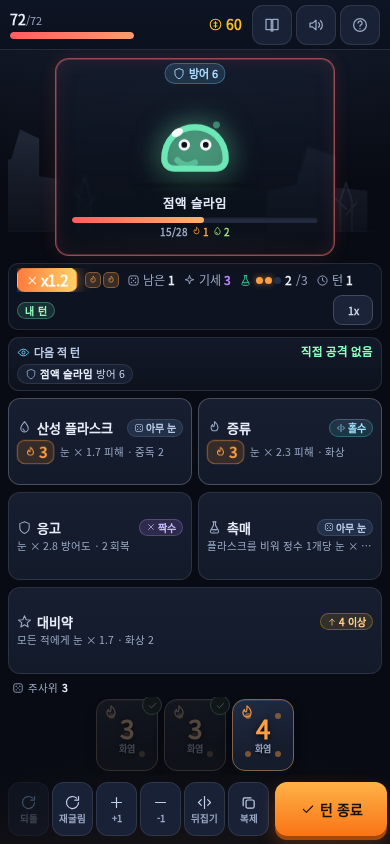 72/72
60
방어 6
점액 슬라임
15/28 1 2
x1.2 남은 1 기세 3 2 /3 턴 1
내 턴
1x
다음 적 턴
직접 공격 없음
점액 슬라임 방어 6
산성 플라스크
아무 눈
3 눈 × 1.7 피해 · 중독 2
증류
홀수
3 눈 × 2.3 피해 · 화상
응고
짝수
눈 × 2.8 방어도 · 2 회복
촉매
아무 눈
플라스크를 비워 정수 1개당 눈 × ⋯
대비약
4 이상
모든 적에게 눈 × 1.7 · 화상 2
주사위 3
3
화염
3
화염
4
화염
되돌
재굴림
+1
-1
뒤집기
복제
턴 종료